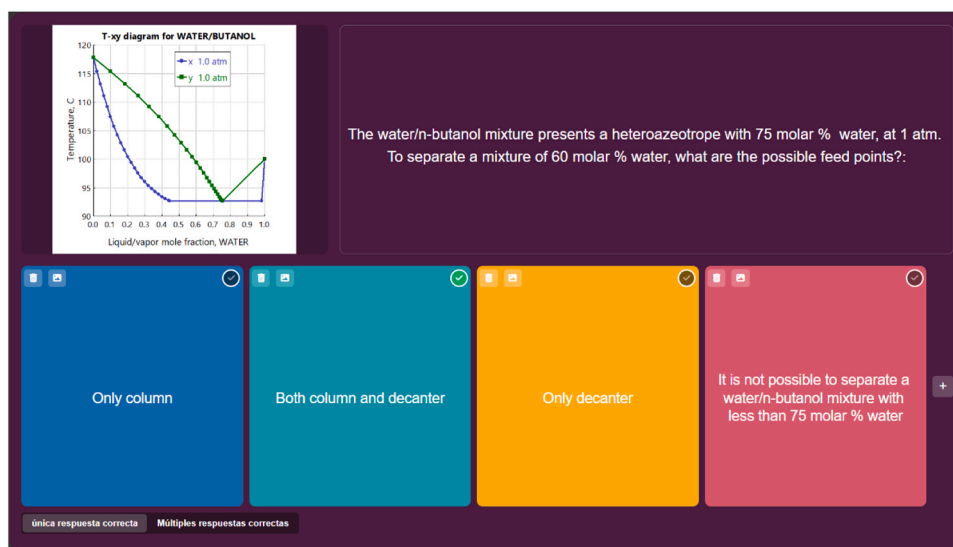 T-xy diagram for WATER/BUTANOL
120
115
110
105
100
95
90
Temperature, C
x 1.0 atm
y 1.0 atm
0.0 0.1 0.2 0.3 0.4 0.5 0.6 0.7 0.8 0.9 1.0
Liquid/vapor mole fraction, WATER
The water/n-butanol mixture presents a heteroazeotrope with 75 molar % water, at 1 atm.
To separate a mixture of 60 molar % water, what are the possible feed points?:
Only column
Both column and decanter
Only decanter
It is not possible to separate a
water/n-butanol mixture with
less than 75 molar % water
+
única respuesta correcta Múltiples respuestas correctas